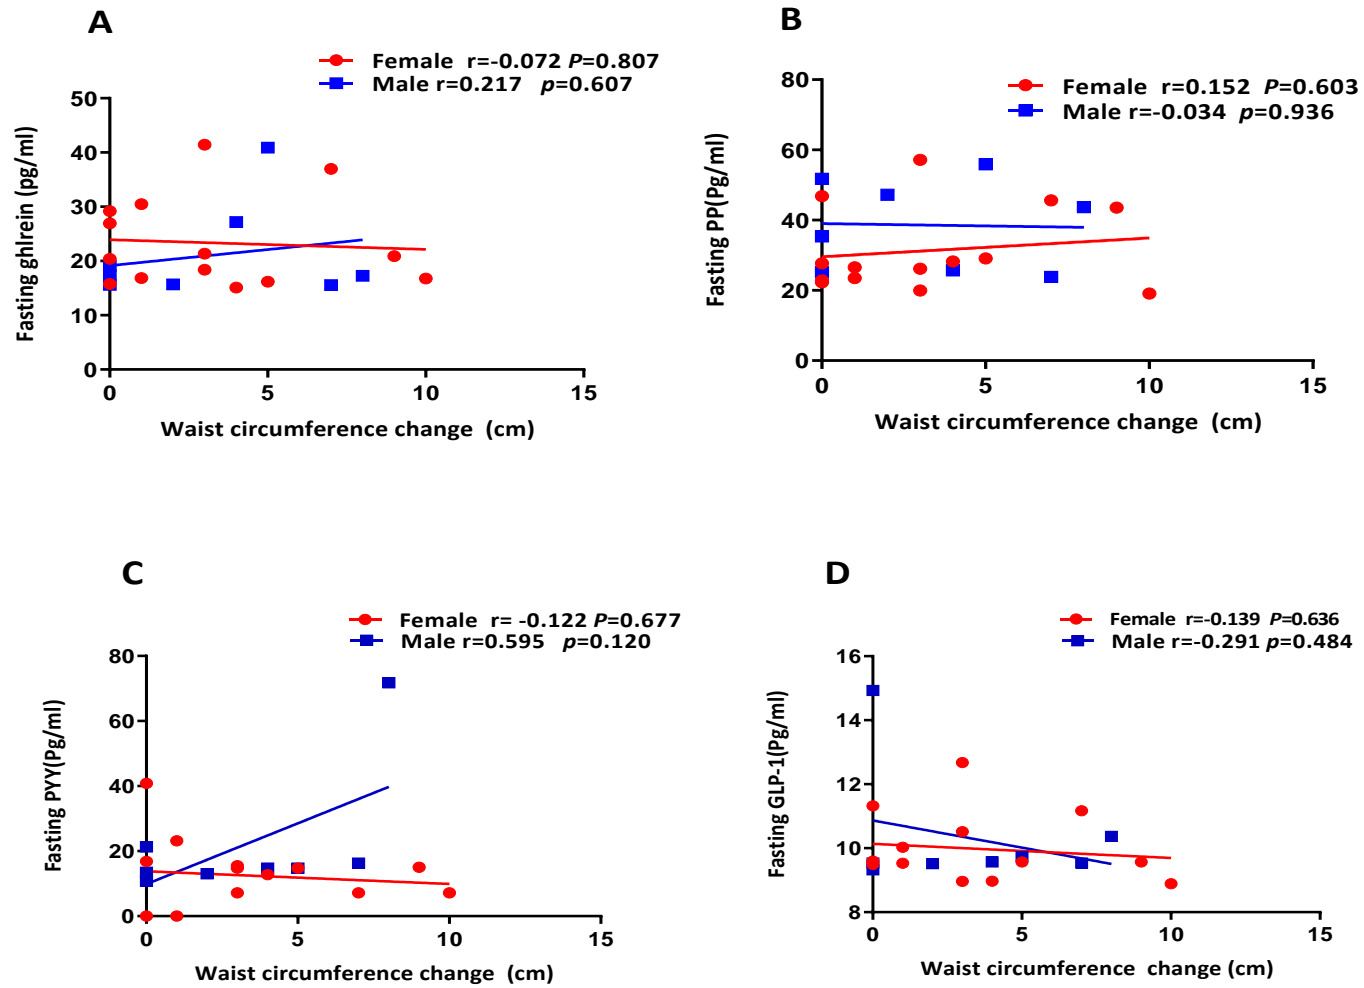 A
Female r=-0.072 P=0.807
Male r=0.217 p=0.607
Fasting ghlrein (pg/ml)
50
40
30
20
10
0
0 5 10 15
Waist circumference change (cm)
B
Female r=0.152 P=0.603
Male r=-0.034 p=0.936
Fasting PP(Pg/ml)
80
60
40
20
0
0 5 10 15
Waist circumference change (cm)
C
Female r= -0.122 P=0.677
Male r=0.595 p=0.120
Fasting PYY(Pg/ml)
80
60
40
20
0
0 5 10 15
Waist circumference change (cm)
D
Female r=-0.139 P=0.636
Male r=-0.291 p=0.484
Fasting GLP-1(Pg/ml)
16
14
12
10
8
0 5 10 15
Waist circumference change (cm)